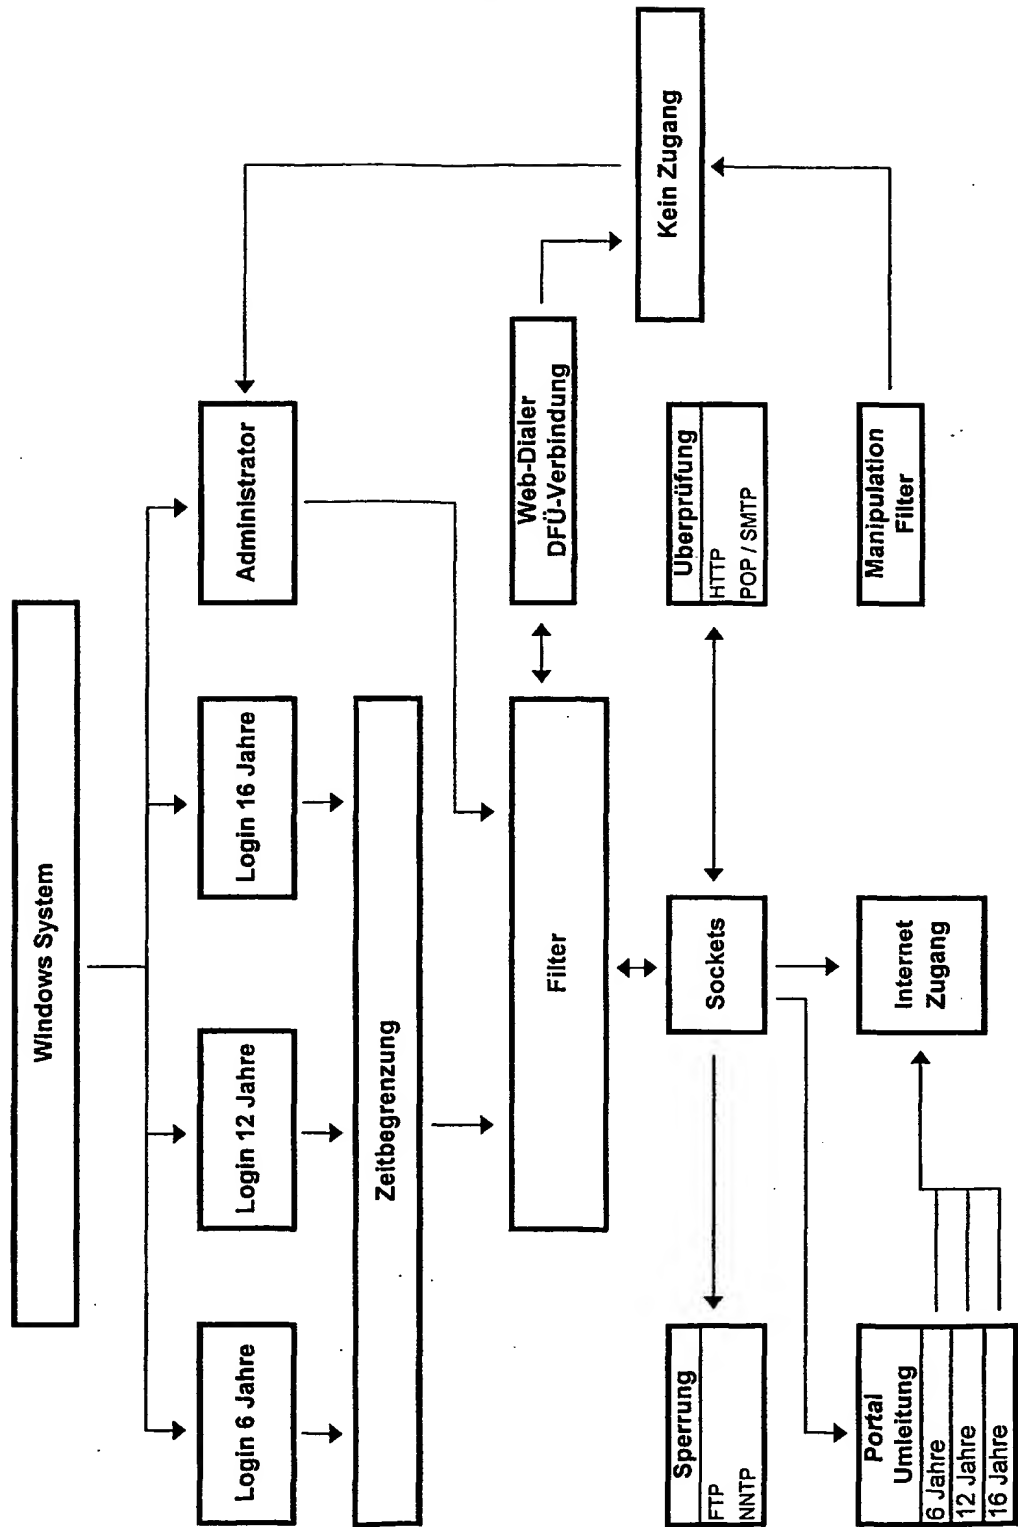 Windows System
Login 6 Jahre
Login 12 Jahre
Login 16 Jahre
Administrator
Zeitbegrenzung
Filter
Web-Dialer
DFÜ-Verbindung
Kein Zugang
Sperrung
FTP
NNTP
Sockets
Überprüfung
HTTP
POP / SMTP
Portal
Umleitung
6 Jahre
12 Jahre
16 Jahre
Internet
Zugang
Manipulation
Filter